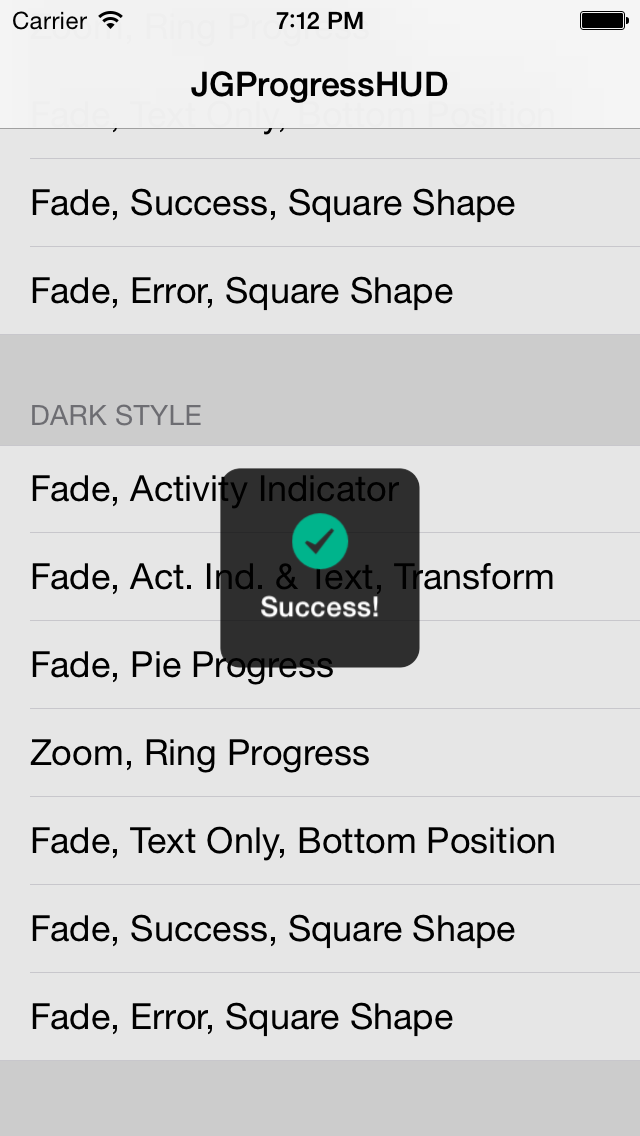 Carrier 7:12 PM
Zoom, Ring Progress
JGProgressHUD
Fade, Text Only, Bottom Position
Fade, Success, Square Shape
Fade, Error, Square Shape
DARK STYLE
Fade, Activity Indicator
Fade, Act. Ind. & Text, Transform
Success!
Fade, Pie Progress
Zoom, Ring Progress
Fade, Text Only, Bottom Position
Fade, Success, Square Shape
Fade, Error, Square Shape